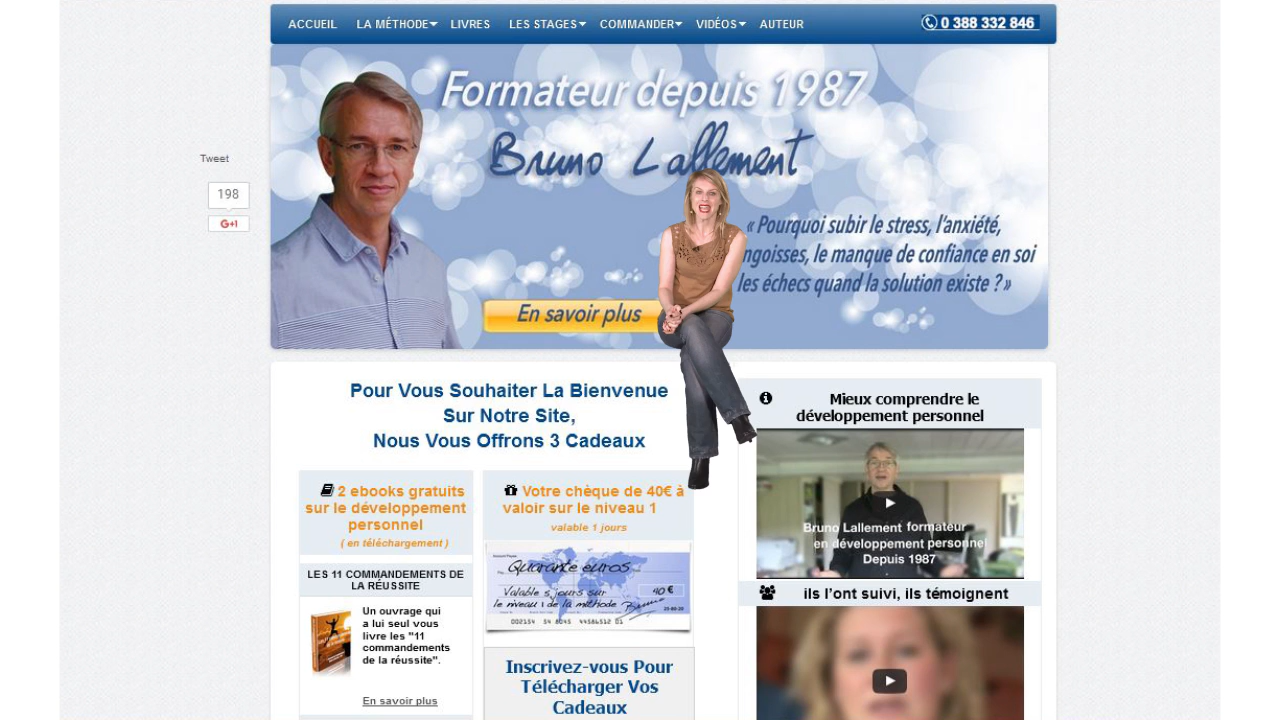 ACCUEIL LA MÉTHODE LIVRES LES STAGES COMMANDER VIDÉOS AUTEUR 0 388 332 846
Formateur depuis 1987
Bruno Lallement
Tweet
198
G+1
« Pourquoi subir le stress, l'anxiété,
ngoisses, le manque de confiance en soi
les échecs quand la solution existe ? »
En savoir plus
Pour Vous Souhaiter La Bienvenue
Sur Notre Site,
Nous Vous Offrons 3 Cadeaux
2 ebooks gratuits
sur le développement
personnel
( en téléchargement )
LES 11 COMMANDEMENTS DE
LA RÉUSSITE
Un ouvrage qui
a lui seul vous
livre les "11
commandements
de la réussite".
En savoir plus
Votre chèque de 40€ à
valoir sur le niveau 1
valable 1 jours
Quarante euros
Valable 5 jours sur 40 €
le niveau 1 de la méthode Bruno
Inscrivez-vous Pour
Télécharger Vos
Cadeaux
Mieux comprendre le
développement personnel
Bruno Lallement formateur
en développement personnel
Depuis 1987
ils l'ont suivi, ils témoignent